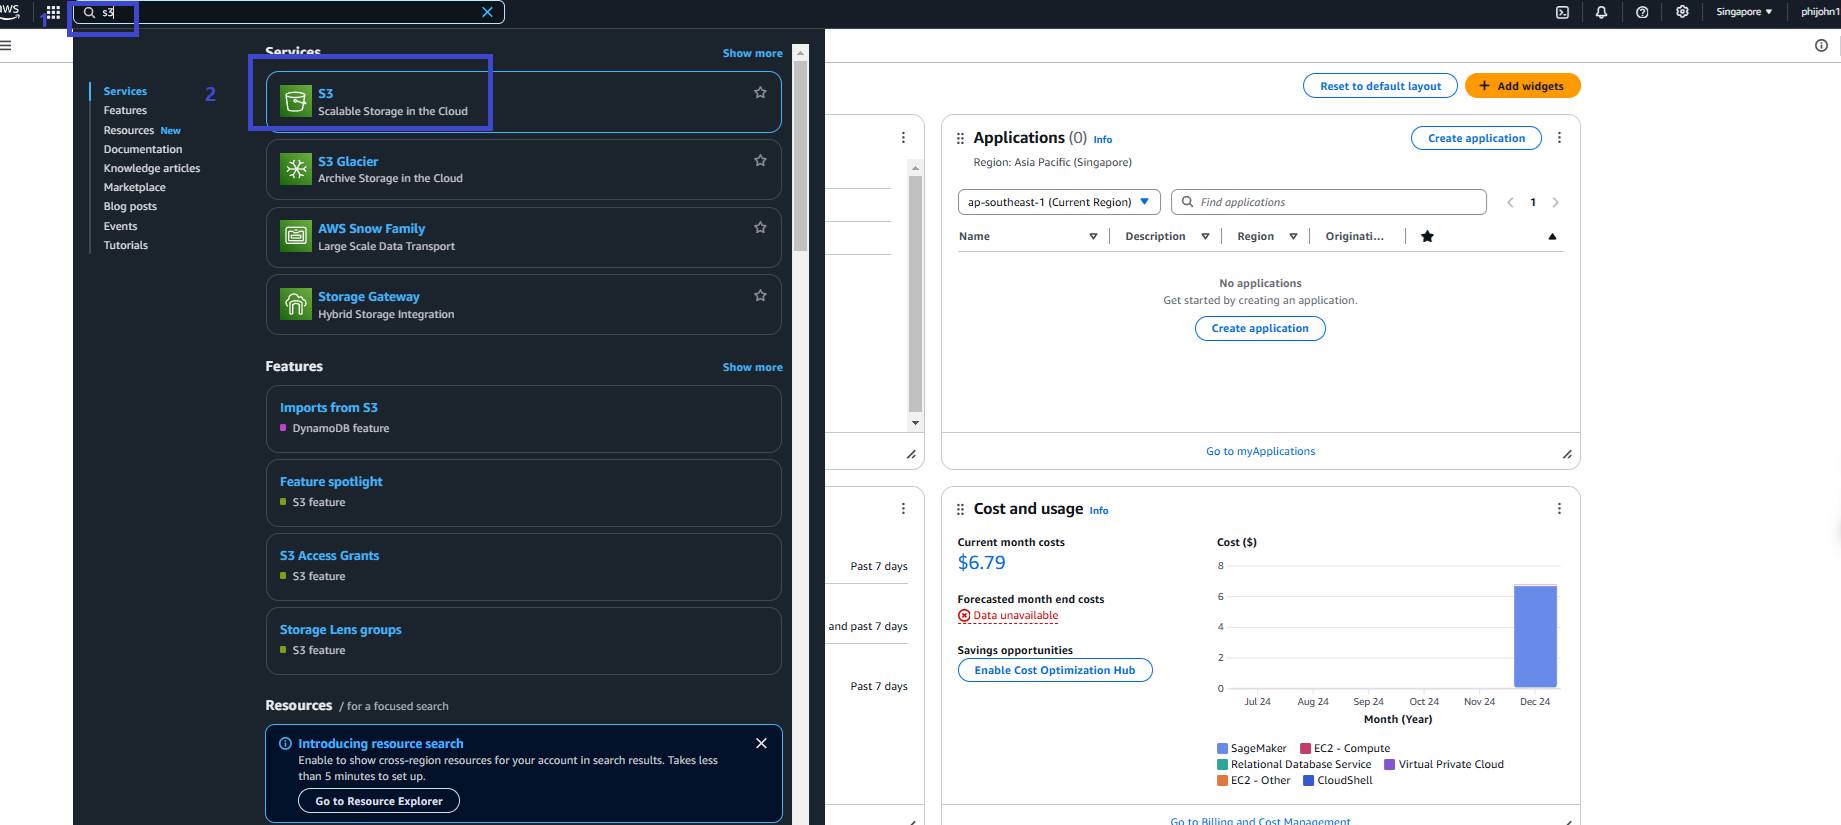 aws
1
s3
Singapore
phijohn1
Services
Features
Resources New
Documentation
Knowledge articles
Marketplace
Blog posts
Events
Tutorials
2
Services
Show more
S3
Scalable Storage in the Cloud
S3 Glacier
Archive Storage in the Cloud
AWS Snow Family
Large Scale Data Transport
Storage Gateway
Hybrid Storage Integration
Features
Show more
Imports from S3
DynamoDB feature
Feature spotlight
S3 feature
S3 Access Grants
S3 feature
Storage Lens groups
S3 feature
Resources / for a focused search
Introducing resource search
Enable to show cross-region resources for your account in search results. Takes less
than 5 minutes to set up.
Go to Resource Explorer
Past 7 days
and past 7 days
Past 7 days
Reset to default layout
+ Add widgets
Applications (0) Info
Create application
Region: Asia Pacific (Singapore)
ap-southeast-1 (Current Region)
Find applications
1
Name
Description
Region
Originati...
No applications
Get started by creating an application.
Create application
Go to myApplications
Cost and usage Info
Current month costs
$6.79
Forecasted month end costs
Data unavailable
Savings opportunities
Enable Cost Optimization Hub
Cost ($)
8
6
4
2
0
Jul 24 Aug 24 Sep 24 Oct 24 Nov 24 Dec 24
Month (Year)
SageMaker EC2 - Compute
Relational Database Service Virtual Private Cloud
EC2 - Other CloudShell
Go to Billing and Cost Management